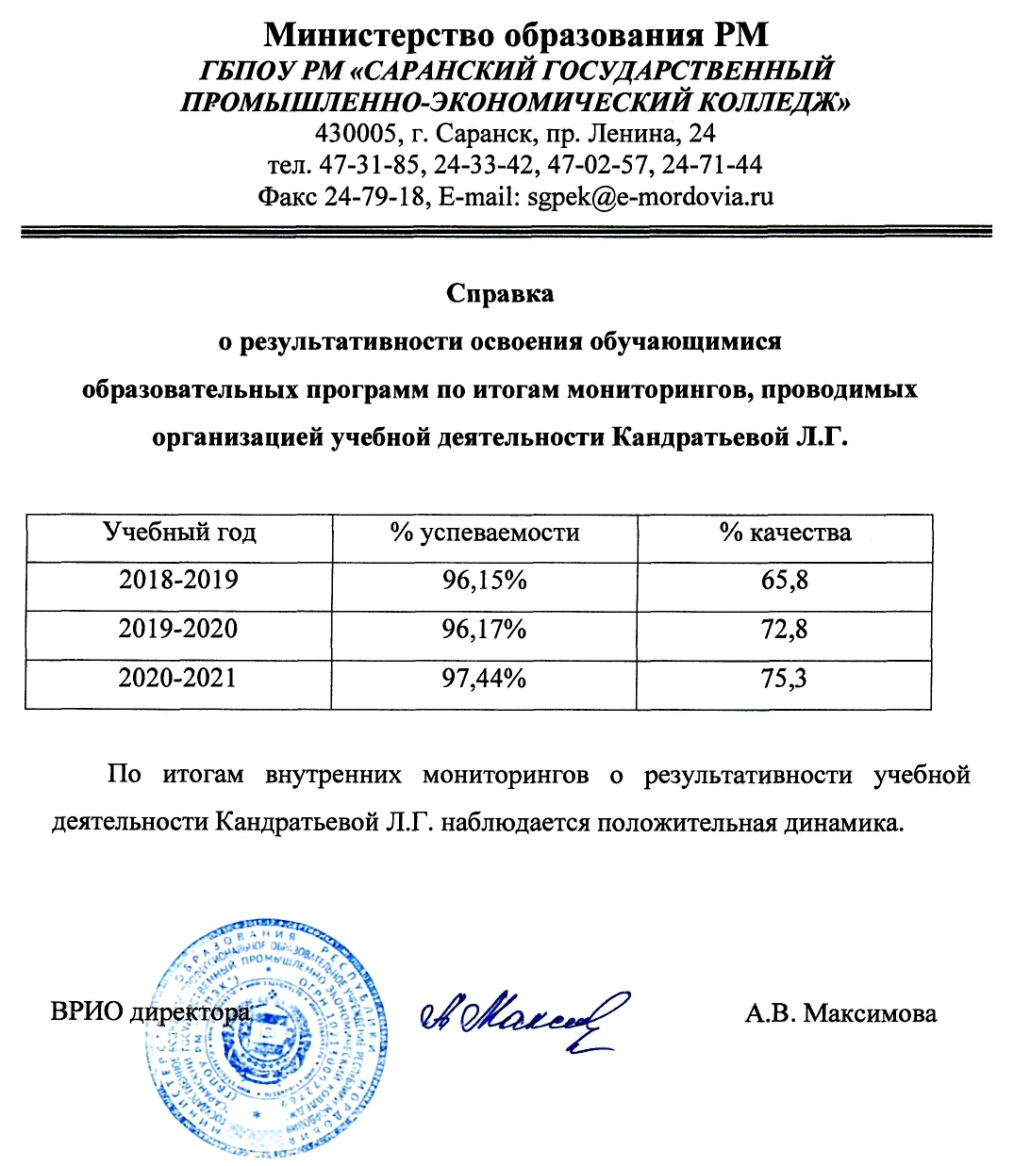 Министерство образования РМ
ГБПОУ РМ «САРАНСКИЙ ГОСУДАРСТВЕННЫЙ
ПРОМЫШЛЕННО-ЭКОНОМИЧЕСКИЙ КОЛЛЕДЖ»
430005, г. Саранск, пр. Ленина, 24
тел. 47-31-85, 24-33-42, 47-02-57, 24-71-44
Факс 24-79-18, E-mail: sgpek@e-mordovia.ru
Справка
о результативности освоения обучающимися
образовательных программ по итогам мониторингов, проводимых
организацией учебной деятельности Кандратьевой Л.Г.
Учебный год % успеваемости % качества
2018-2019 96,15% 65,8
2019-2020 96,17% 72,8
2020-2021 97,44% 75,3
По итогам внутренних мониторингов о результативности учебной
деятельности Кандратьевой Л.Г. наблюдается положительная динамика.
ВРИО директора А.В. Максимова